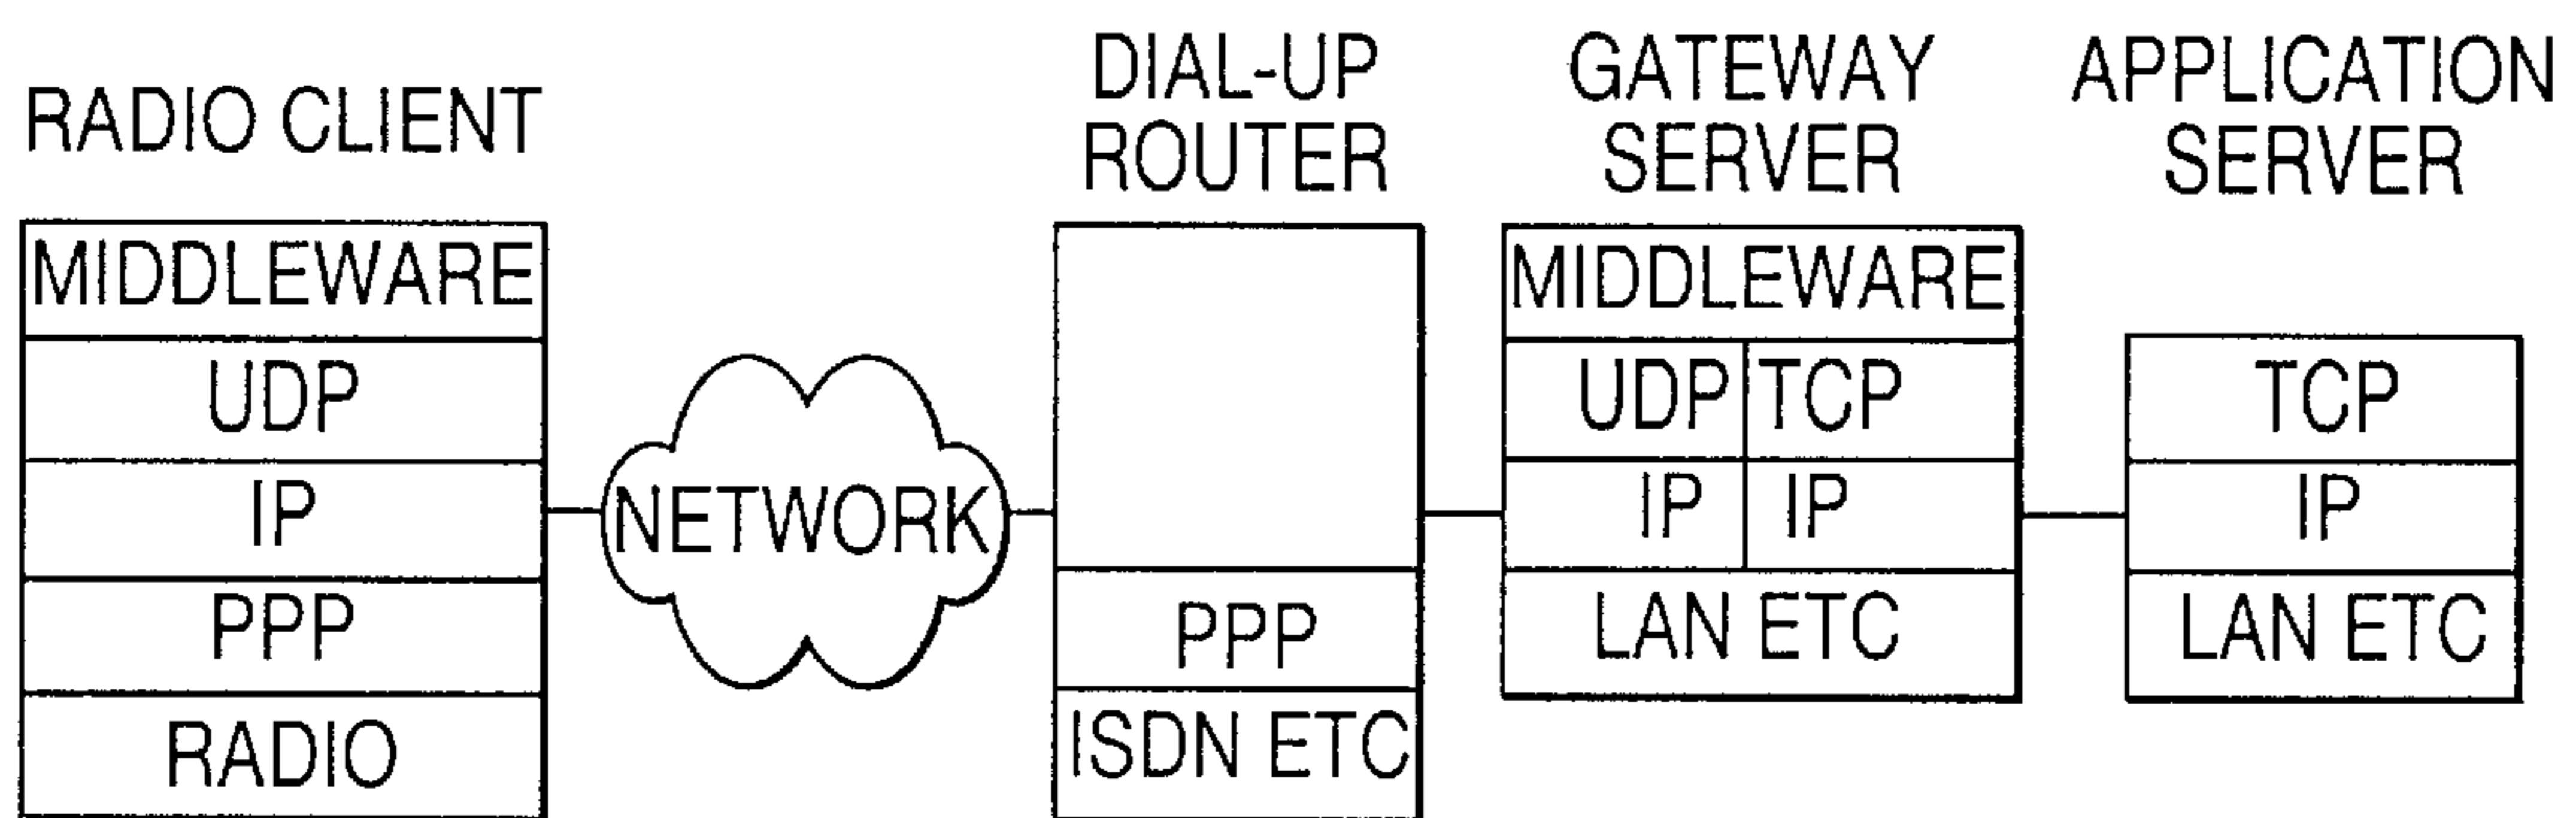 RADIO CLIENT
MIDDLEWARE
UDP
IP
PPP
RADIO
NETWORK
DIAL-UP
ROUTER
PPP
ISDN ETC
GATEWAY
SERVER
MIDDLEWARE
UDP TCP
IP IP
LAN ETC
APPLICATION
SERVER
TCP
IP
LAN ETC